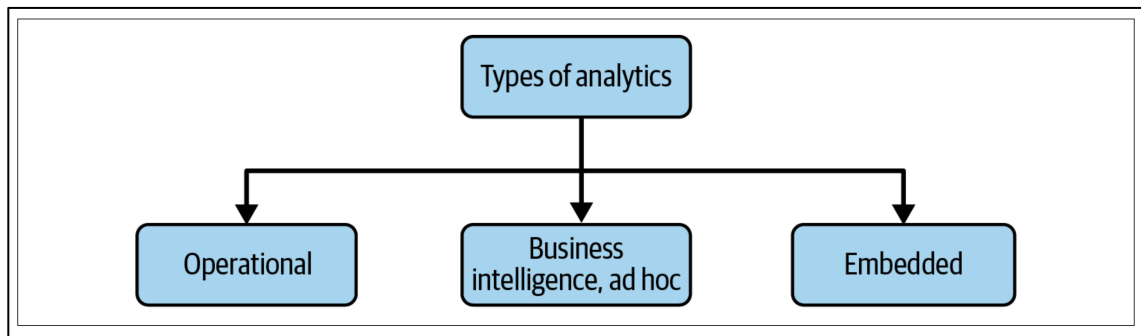 Types of analytics
Operational
Business
intelligence, ad hoc
Embedded